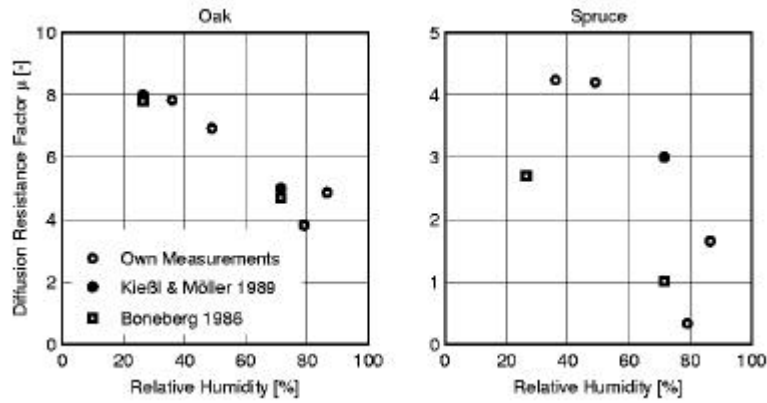 Oak
Diffusion Resistance Factor µ [-]
10
8
6
4
2
0
Own Measurements
Kießl & Möller 1989
Boneberg 1986
0 20 40 60 80 100
Relative Humidity [%]
Spruce
5
4
3
2
1
0
0 20 40 60 80 100
Relative Humidity [%]